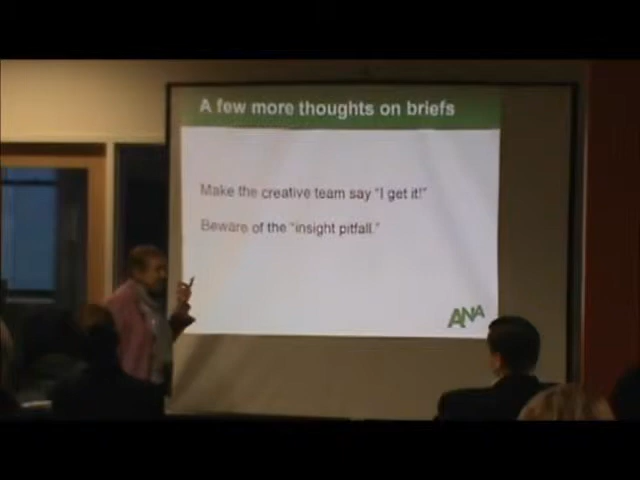 A few more thoughts on briefs
Make the creative team say "I get it!"
Beware of the "insight pitfall."
ANA